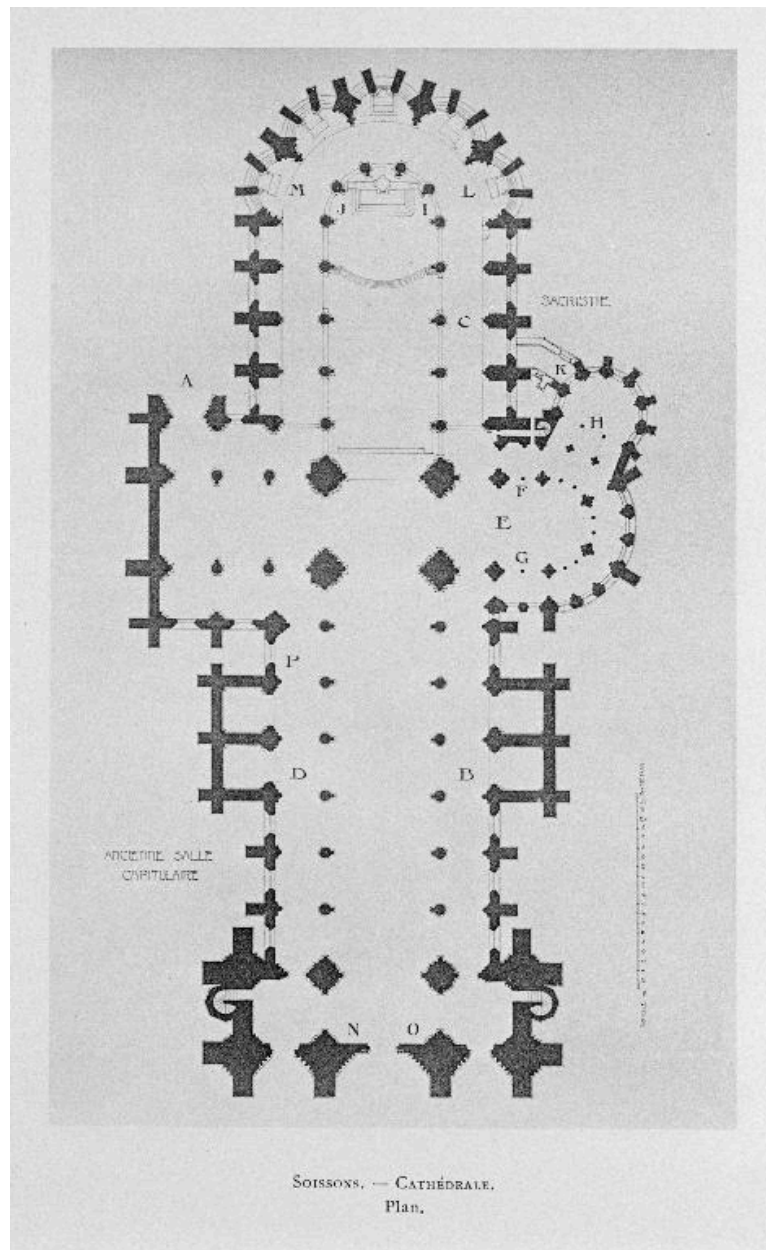 M
L
J
I
SACRISTIE
C
K
A
H
F
E
G
P
D
B
ANCIENNE SALLE
CAPITULAIRE
N
O
SOISSONS. — CATHÉDRALE.
Plan.